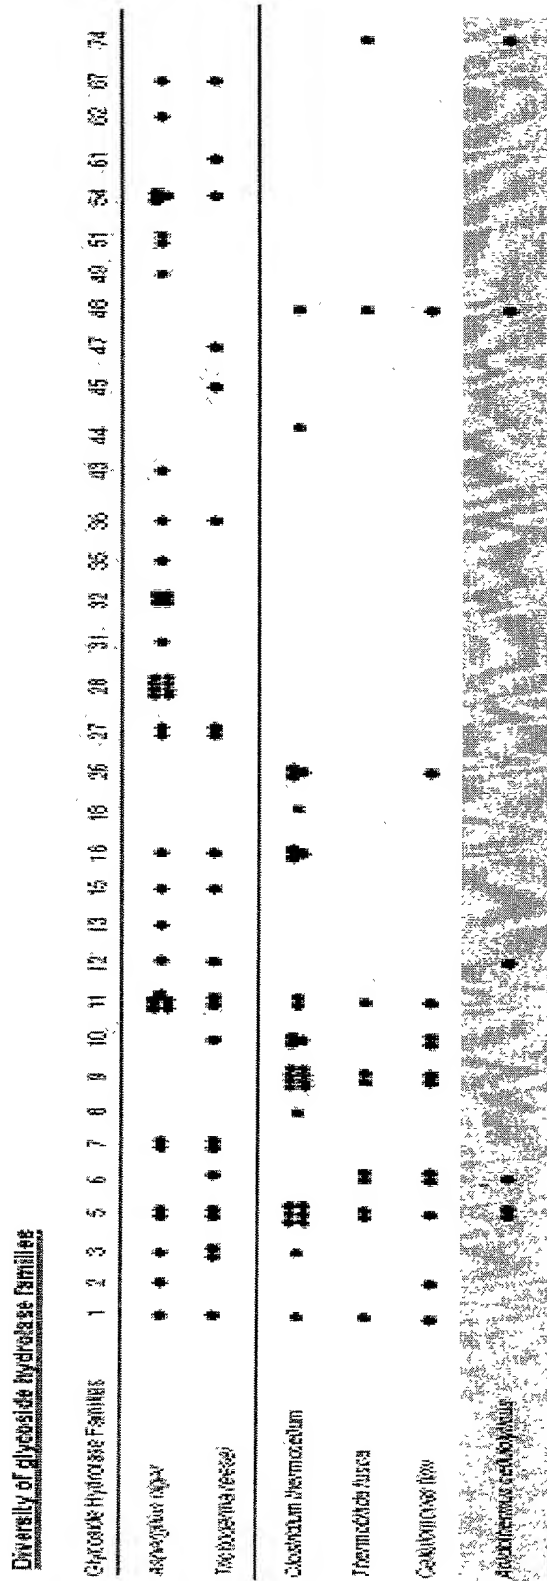 Diversity of glycoside hydrolase families
Glycoside Hydrolase Families 1 2 3 5 6 7 8 9 10 11 12 13 15 16 18 26 27 28 31 32 35 36 43 44 45 47 48 49 51 54 61 62 67 74
Aspergillus niger
Trichoderma reesei
Clostridium thermocellum
Thermobifida fusca
Cellulomonas fimi
Acidothermus cellulolyticus